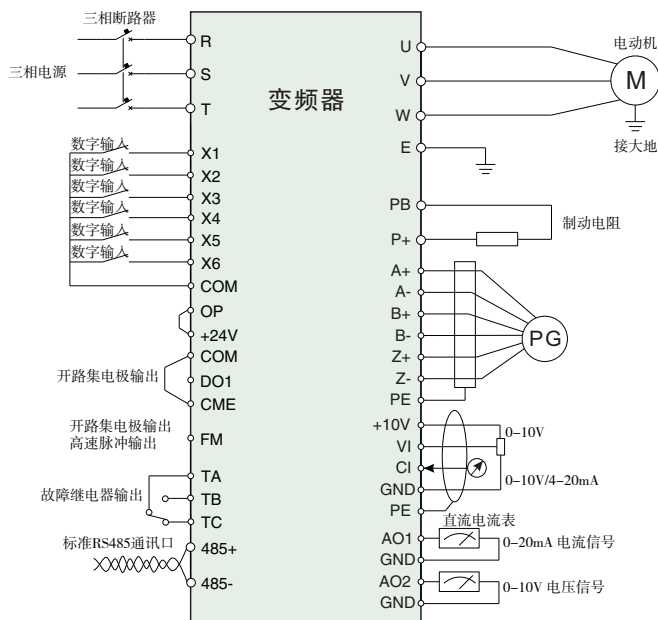 三相断路器
三相电源
R
S
T
变频器
U
V
W
E
电动机
M
接大地
数字输入
X1
数字输入
X2
数字输入
X3
数字输入
X4
数字输入
X5
数字输入
X6
COM
OP
+24V
COM
开路集电极输出
DO1
CME
开路集电极输出
高速脉冲输出
FM
TA
故障继电器输出
TB
TC
标准RS485通讯口
485+
485-
PB
P+
制动电阻
A+
A-
B+
B-
Z+
Z-
PE
PG
+10V
0-10V
VI
CI
0-10V/4-20mA
GND
PE
直流电流表
AO1
0-20mA 电流信号
GND
AO2
0-10V 电压信号
GND